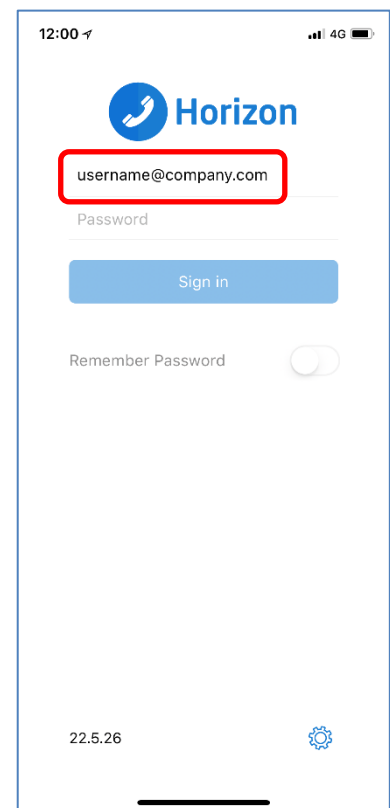 12:00 4G
Horizon
username@company.com
Password
Sign in
Remember Password
22.5.26